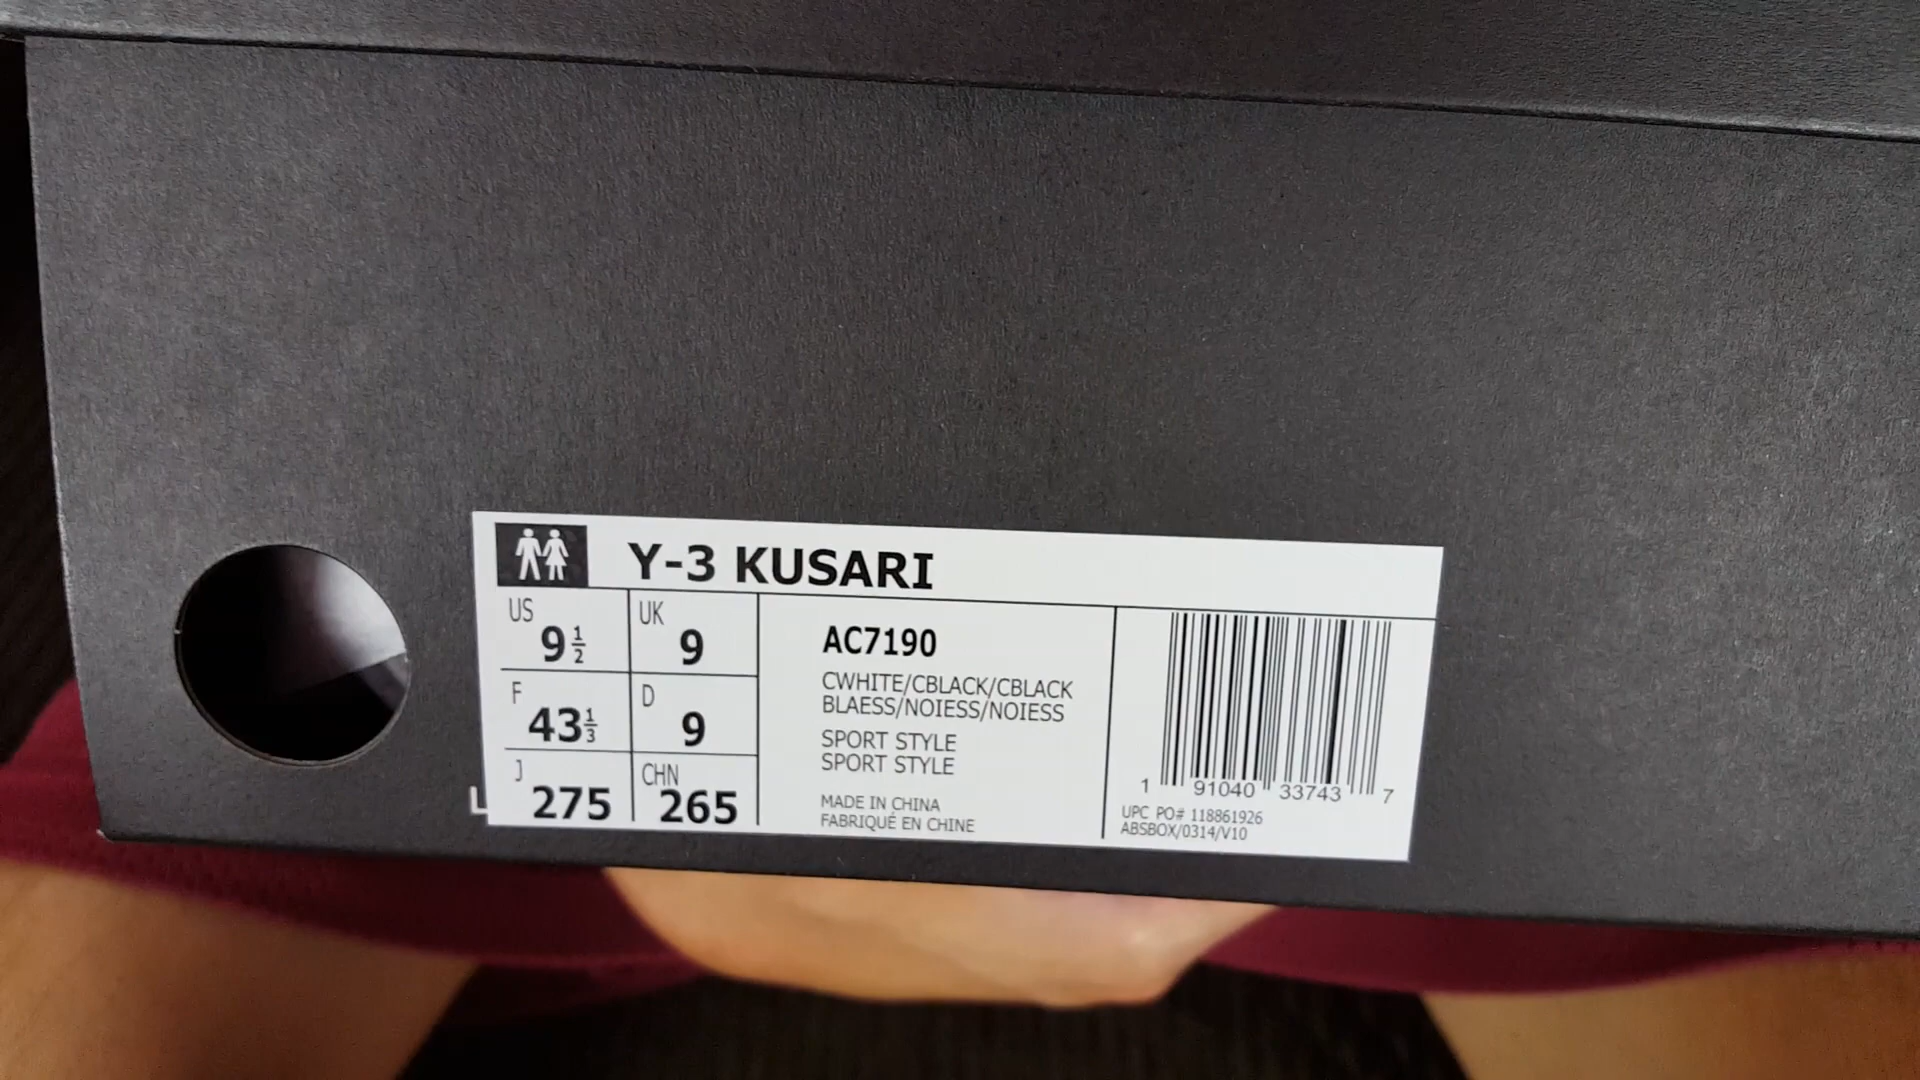 Y-3 KUSARI
US 9 1/2
UK 9
F 43 1/3
D 9
J 275
CHN 265
AC7190
CWHITE/CBLACK/CBLACK
BLAESS/NOIESS/NOIESS
SPORT STYLE
SPORT STYLE
MADE IN CHINA
FABRIQUÉ EN CHINE
1 91040 33743 7
UPC PO# 118861926
ABSBOX/0314/V10
L